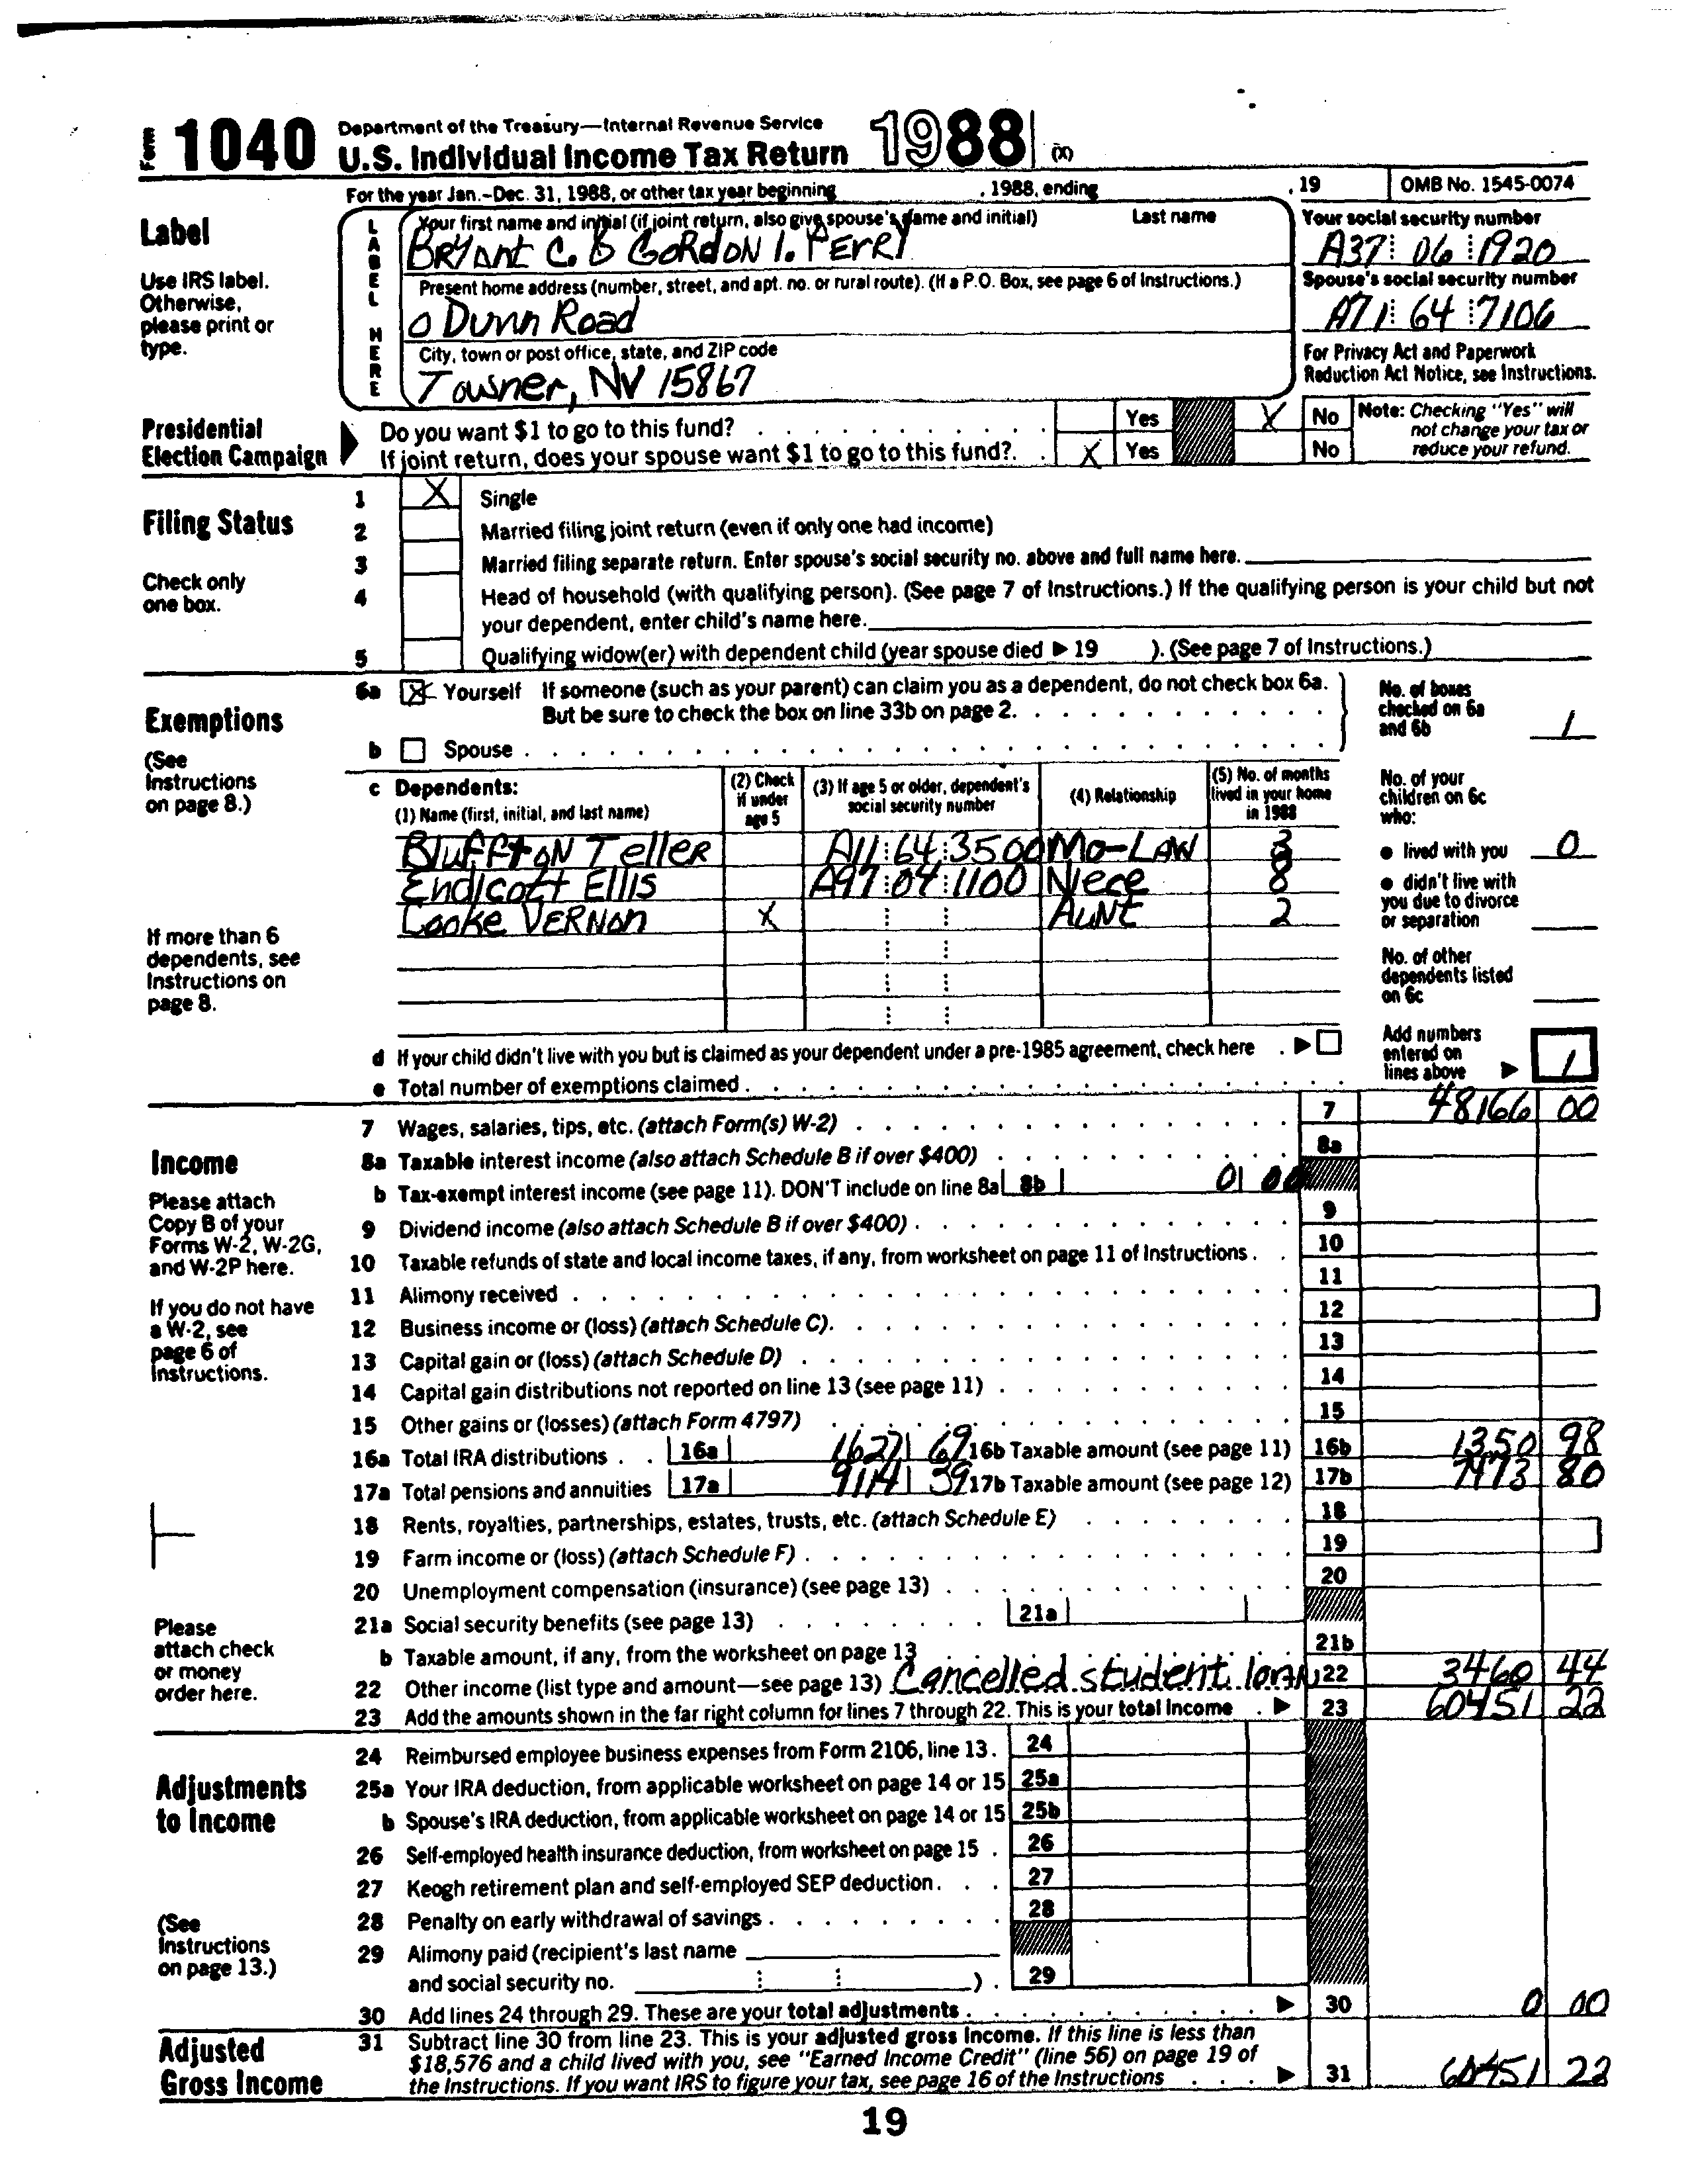 Form 1040 Department of the Treasury—Internal Revenue Service
U.S. Individual Income Tax Return 1988 (X)
For the year Jan.–Dec. 31, 1988, or other tax year beginning , 1988, ending , 19 OMB No. 1545-0074
Label
Use IRS label. Otherwise, please print or type.
LABEL HERE
Your first name and initial (if joint return, also give spouse's name and initial) Last name
BRYANT C. & GORDON I. PERRY
Your social security number
A37 06 1920
Present home address (number, street, and apt. no. or rural route). (If a P.O. Box, see page 6 of Instructions.)
0 Dunn Road
Spouse's social security number
A71 64 7106
City, town or post office, state, and ZIP code
Towner, NV 15867
For Privacy Act and Paperwork Reduction Act Notice, see Instructions.
Presidential Election Campaign
Do you want $1 to go to this fund? Yes X No
If joint return, does your spouse want $1 to go to this fund? X Yes No
Note: Checking "Yes" will not change your tax or reduce your refund.
Filing Status
Check only one box.
1 X Single
2 Married filing joint return (even if only one had income)
3 Married filing separate return. Enter spouse's social security no. above and full name here.
4 Head of household (with qualifying person). (See page 7 of Instructions.) If the qualifying person is your child but not
your dependent, enter child's name here.
5 Qualifying widow(er) with dependent child (year spouse died ▶ 19 ). (See page 7 of Instructions.)
Exemptions
(See Instructions on page 8.)
6a X Yourself If someone (such as your parent) can claim you as a dependent, do not check box 6a.
But be sure to check the box on line 33b on page 2.
b Spouse
No. of boxes checked on 6a and 6b 1
c Dependents:
(1) Name (first, initial, and last name) (2) Check if under age 5 (3) If age 5 or older, dependent's social security number (4) Relationship (5) No. of months lived in your home in 1988
Bluffton Teller A11 64 3500 Mo-LAW 3
Endicott Ellis A97 04 1100 Niece 8
Cooke VERNON X AUNT 2
No. of your children on 6c who:
● lived with you 0
● didn't live with you due to divorce or separation
No. of other dependents listed on 6c
If more than 6 dependents, see Instructions on page 8.
d If your child didn't live with you but is claimed as your dependent under a pre-1985 agreement, check here ▶
e Total number of exemptions claimed
Add numbers entered on lines above ▶ 1
Income
Please attach Copy B of your Forms W-2, W-2G, and W-2P here.
If you do not have a W-2, see page 6 of Instructions.
Please attach check or money order here.
7 Wages, salaries, tips, etc. (attach Form(s) W-2) 7 48166 00
8a Taxable interest income (also attach Schedule B if over $400) 8a
b Tax-exempt interest income (see page 11). DON'T include on line 8a 8b 0 00
9 Dividend income (also attach Schedule B if over $400) 9
10 Taxable refunds of state and local income taxes, if any, from worksheet on page 11 of Instructions 10
11 Alimony received 11
12 Business income or (loss) (attach Schedule C) 12
13 Capital gain or (loss) (attach Schedule D) 13
14 Capital gain distributions not reported on line 13 (see page 11) 14
15 Other gains or (losses) (attach Form 4797) 15
16a Total IRA distributions 16a 1627 69 16b Taxable amount (see page 11) 16b 1350 98
17a Total pensions and annuities 17a 9114 39 17b Taxable amount (see page 12) 17b 7473 80
18 Rents, royalties, partnerships, estates, trusts, etc. (attach Schedule E) 18
19 Farm income or (loss) (attach Schedule F) 19
20 Unemployment compensation (insurance) (see page 13) 20
21a Social security benefits (see page 13) 21a
b Taxable amount, if any, from the worksheet on page 13 21b
22 Other income (list type and amount—see page 13) Cancelled student loan 22 3460 44
23 Add the amounts shown in the far right column for lines 7 through 22. This is your total income ▶ 23 60451 22
Adjustments to Income
(See Instructions on page 13.)
24 Reimbursed employee business expenses from Form 2106, line 13. 24
25a Your IRA deduction, from applicable worksheet on page 14 or 15 25a
b Spouse's IRA deduction, from applicable worksheet on page 14 or 15 25b
26 Self-employed health insurance deduction, from worksheet on page 15 26
27 Keogh retirement plan and self-employed SEP deduction 27
28 Penalty on early withdrawal of savings 28
29 Alimony paid (recipient's last name
and social security no. ) 29
30 Add lines 24 through 29. These are your total adjustments ▶ 30 0 00
Adjusted Gross Income
31 Subtract line 30 from line 23. This is your adjusted gross income. If this line is less than
$18,576 and a child lived with you, see "Earned Income Credit" (line 56) on page 19 of
the Instructions. If you want IRS to figure your tax, see page 16 of the Instructions ▶ 31 60451 22
19